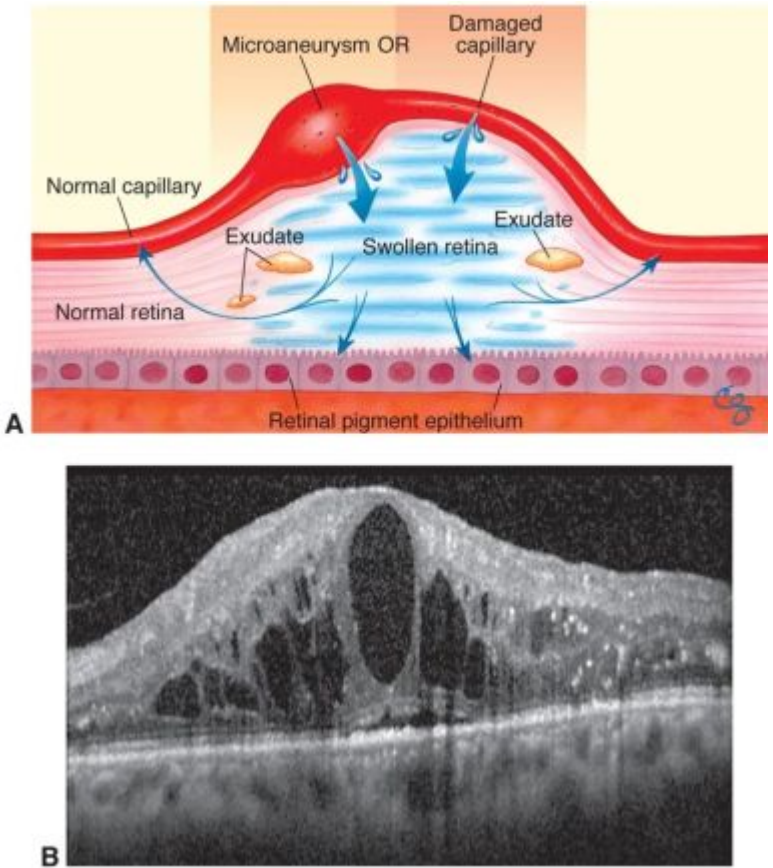 Microaneurysm OR
Damaged
capillary
Normal capillary
Exudate
Exudate
Swollen retina
Normal retina
Retinal pigment epithelium
A
B